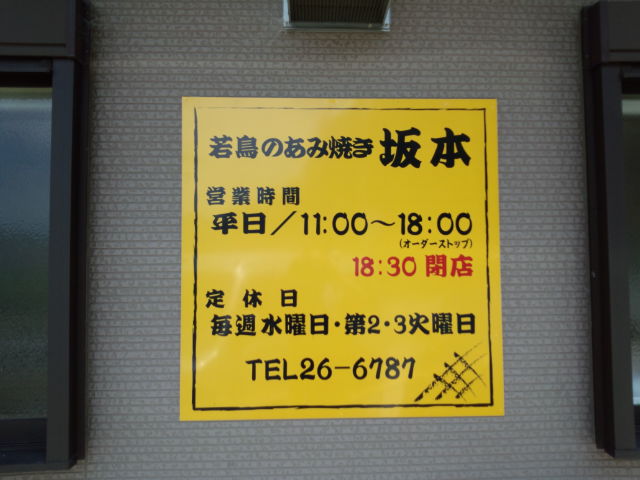 若鳥のあみ焼き 坂本
営業時間
平日/11:00〜18:00
(オーダーストップ)
18:30 閉店
定休日
毎週水曜日・第2・3火曜日
TEL26-6787